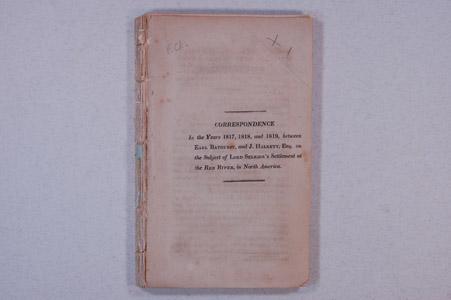 CORRESPONDENCE
In the Years 1817, 1818, and 1819, between
EARL BATHURST, and J. HALKETT, Esq. on
the Subject of LORD SELKIRK'S Settlement at
the RED RIVER, in North America.